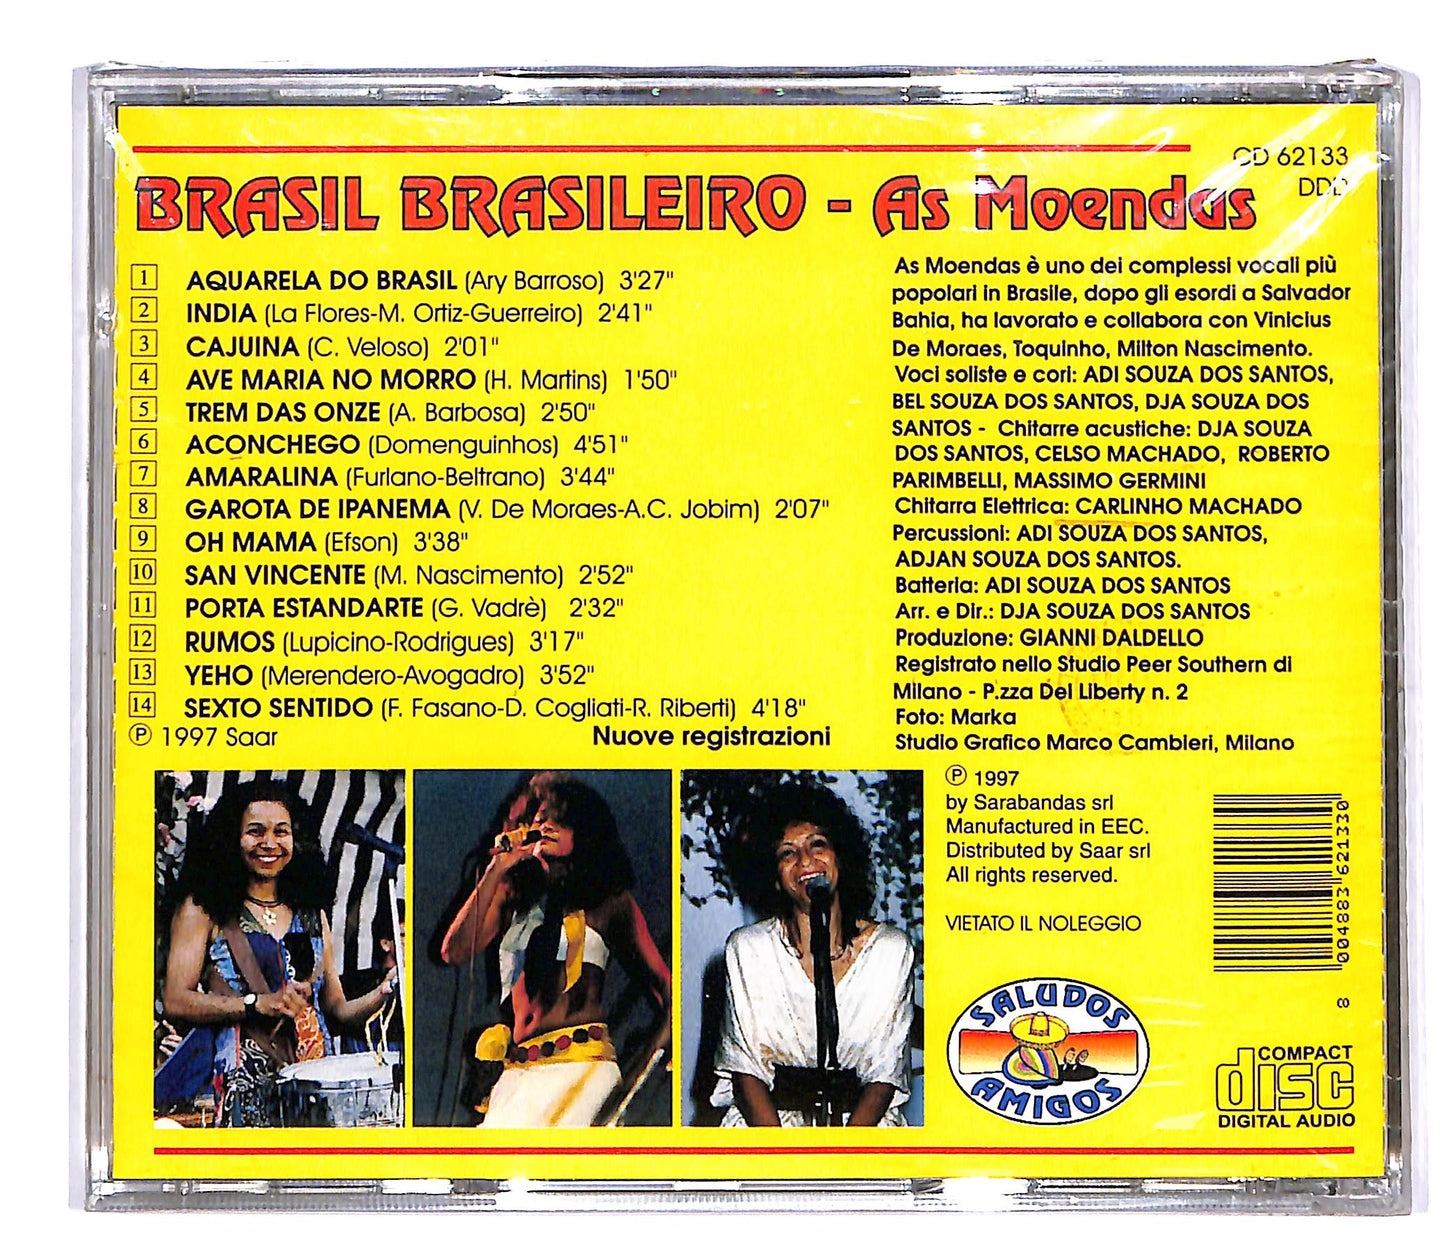 CD 62133
DDD
BRASIL BRASILEIRO - As Moendas
1 AQUARELA DO BRASIL (Ary Barroso) 3'27"
2 INDIA (La Flores-M. Ortiz-Guerreiro) 2'41"
3 CAJUINA (C. Veloso) 2'01"
4 AVE MARIA NO MORRO (H. Martins) 1'50"
5 TREM DAS ONZE (A. Barbosa) 2'50"
6 ACONCHEGO (Domenguinhos) 4'51"
7 AMARALINA (Furlano-Beltrano) 3'44"
8 GAROTA DE IPANEMA (V. De Moraes-A.C. Jobim) 2'07"
9 OH MAMA (Efson) 3'38"
10 SAN VINCENTE (M. Nascimento) 2'52"
11 PORTA ESTANDARTE (G. Vadrè) 2'32"
12 RUMOS (Lupicino-Rodrigues) 3'17"
13 YEHO (Merendero-Avogadro) 3'52"
14 SEXTO SENTIDO (F. Fasano-D. Cogliati-R. Riberti) 4'18"
℗ 1997 Saar Nuove registrazioni
As Moendas è uno dei complessi vocali più
popolari in Brasile, dopo gli esordi a Salvador
Bahia, ha lavorato e collabora con Vinicius
De Moraes, Toquinho, Milton Nascimento.
Voci soliste e cori: ADI SOUZA DOS SANTOS,
BEL SOUZA DOS SANTOS, DJA SOUZA DOS
SANTOS - Chitarre acustiche: DJA SOUZA
DOS SANTOS, CELSO MACHADO, ROBERTO
PARIMBELLI, MASSIMO GERMINI
Chitarra Elettrica: CARLINHO MACHADO
Percussioni: ADI SOUZA DOS SANTOS,
ADJAN SOUZA DOS SANTOS.
Batteria: ADI SOUZA DOS SANTOS
Arr. e Dir.: DJA SOUZA DOS SANTOS
Produzione: GIANNI DALDELLO
Registrato nello Studio Peer Southern di
Milano - P.zza Del Liberty n. 2
Foto: Marka
Studio Grafico Marco Cambieri, Milano
℗ 1997
by Sarabandas srl
Manufactured in EEC.
Distributed by Saar srl
All rights reserved.
VIETATO IL NOLEGGIO
8 004883 621330
SALUDOS
AMIGOS
COMPACT
disc
DIGITAL AUDIO